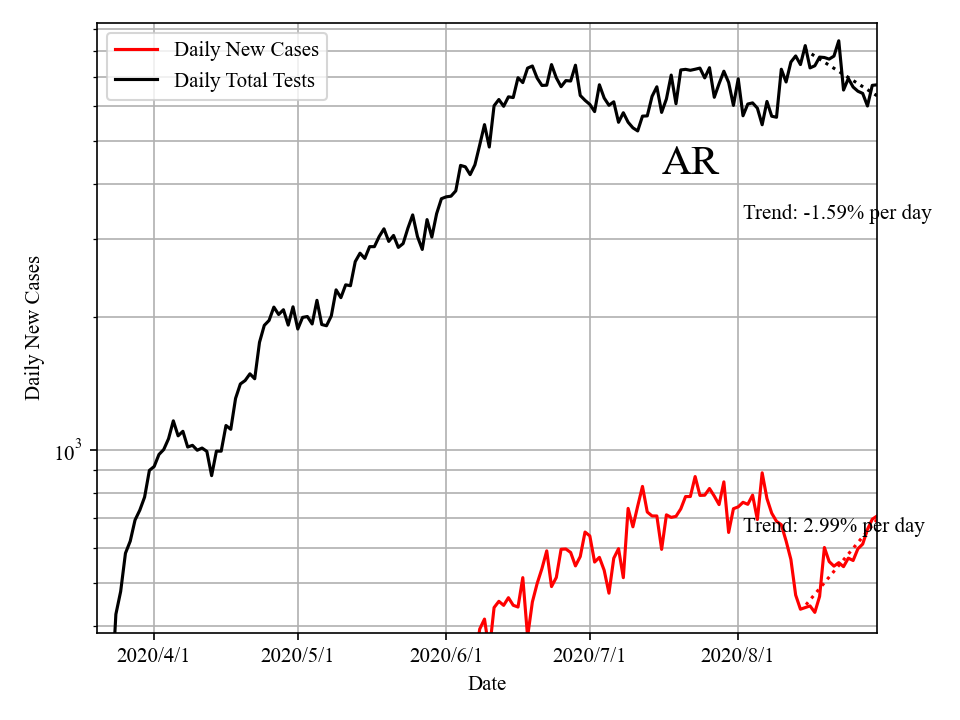 Daily New Cases
Daily Total Tests
AR
Trend: -1.59% per day
Daily New Cases
10^3
Trend: 2.99% per day
2020/4/1 2020/5/1 2020/6/1 2020/7/1 2020/8/1
Date